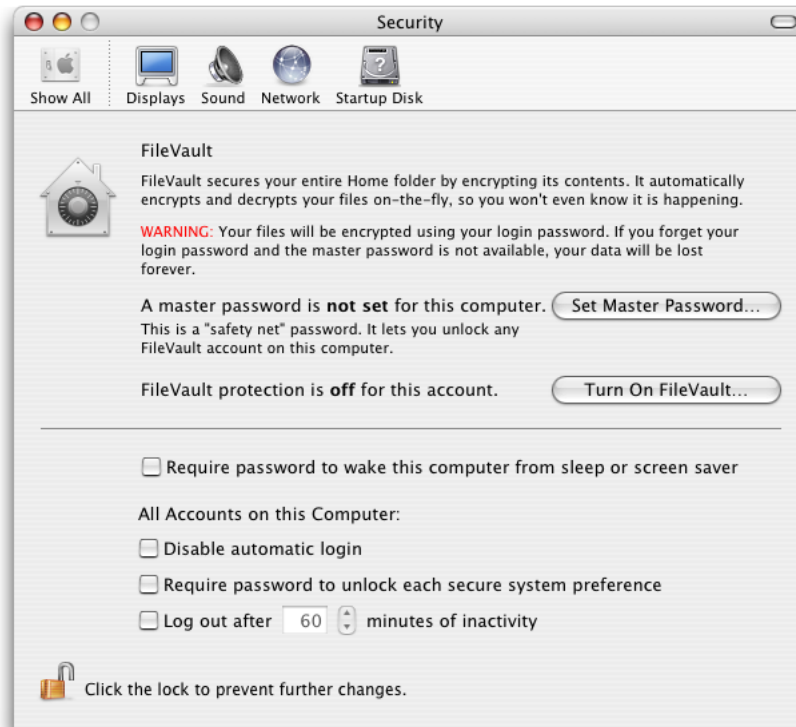 Security
Show All
Displays
Sound
Network
Startup Disk
FileVault
FileVault secures your entire Home folder by encrypting its contents. It automatically
encrypts and decrypts your files on-the-fly, so you won't even know it is happening.
WARNING: Your files will be encrypted using your login password. If you forget your
login password and the master password is not available, your data will be lost
forever.
A master password is not set for this computer.
Set Master Password...
This is a "safety net" password. It lets you unlock any
FileVault account on this computer.
FileVault protection is off for this account.
Turn On FileVault...
Require password to wake this computer from sleep or screen saver
All Accounts on this Computer:
Disable automatic login
Require password to unlock each secure system preference
Log out after 60 minutes of inactivity
Click the lock to prevent further changes.